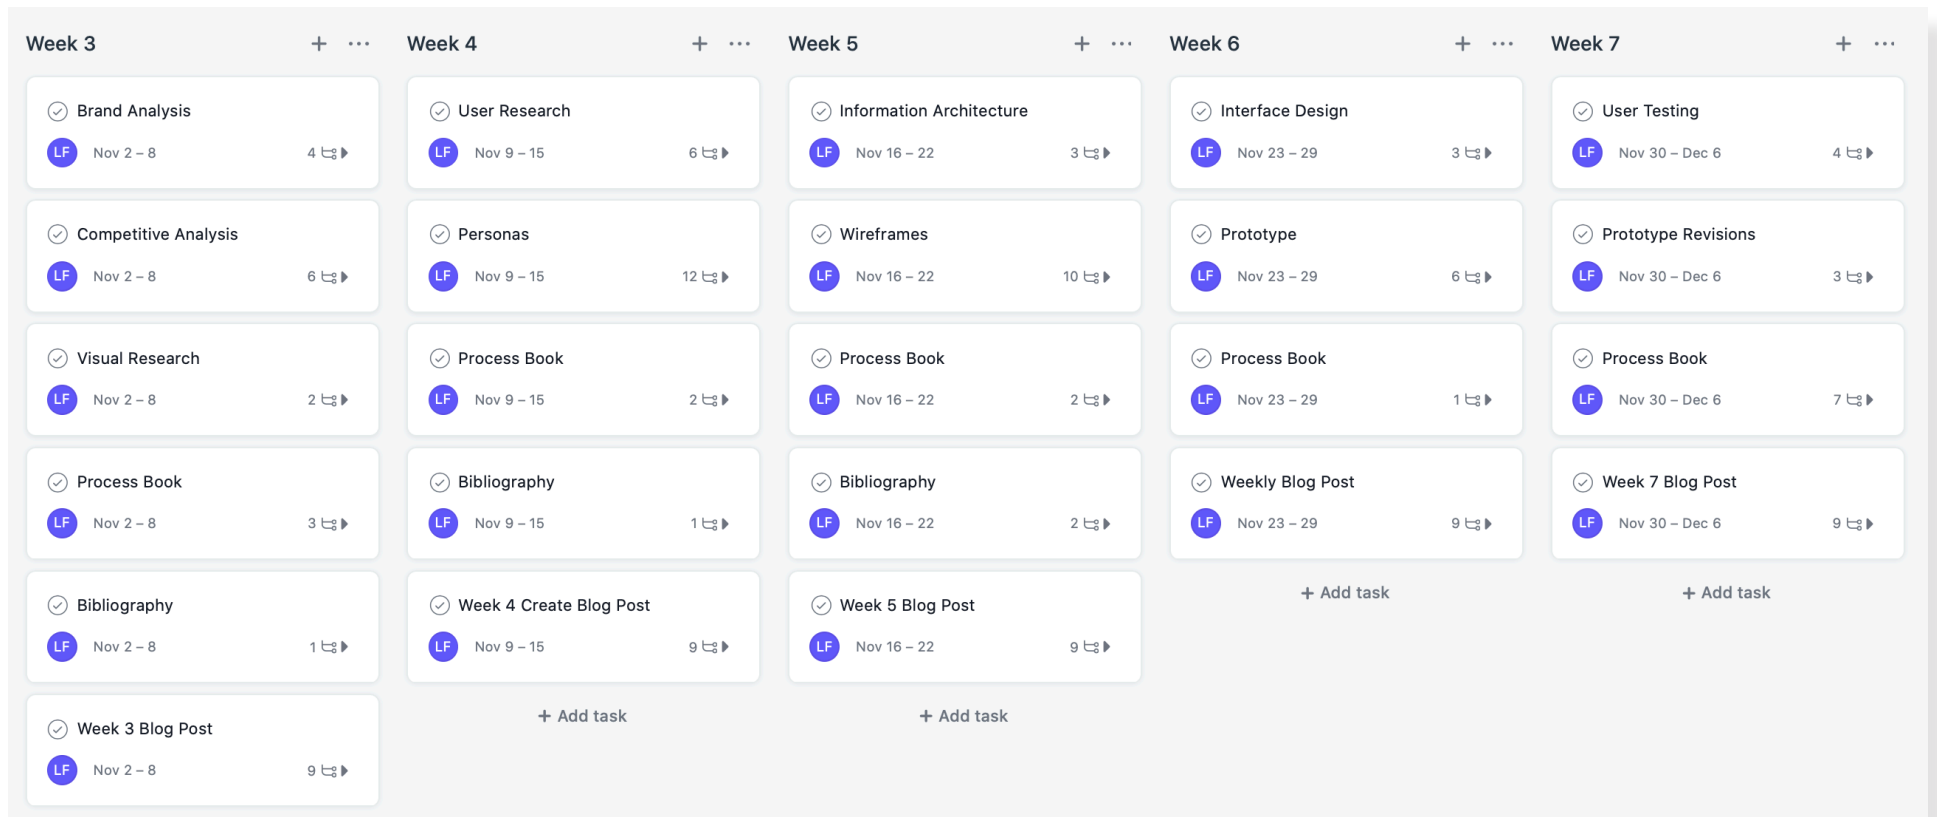 Week 3
Brand Analysis
LF Nov 2 – 8 4
Competitive Analysis
LF Nov 2 – 8 6
Visual Research
LF Nov 2 – 8 2
Process Book
LF Nov 2 – 8 3
Bibliography
LF Nov 2 – 8 1
Week 3 Blog Post
LF Nov 2 – 8 9
Week 4
User Research
LF Nov 9 – 15 6
Personas
LF Nov 9 – 15 12
Process Book
LF Nov 9 – 15 2
Bibliography
LF Nov 9 – 15 1
Week 4 Create Blog Post
LF Nov 9 – 15 9
+ Add task
Week 5
Information Architecture
LF Nov 16 – 22 3
Wireframes
LF Nov 16 – 22 10
Process Book
LF Nov 16 – 22 2
Bibliography
LF Nov 16 – 22 2
Week 5 Blog Post
LF Nov 16 – 22 9
+ Add task
Week 6
Interface Design
LF Nov 23 – 29 3
Prototype
LF Nov 23 – 29 6
Process Book
LF Nov 23 – 29 1
Weekly Blog Post
LF Nov 23 – 29 9
+ Add task
Week 7
User Testing
LF Nov 30 – Dec 6 4
Prototype Revisions
LF Nov 30 – Dec 6 3
Process Book
LF Nov 30 – Dec 6 7
Week 7 Blog Post
LF Nov 30 – Dec 6 9
+ Add task